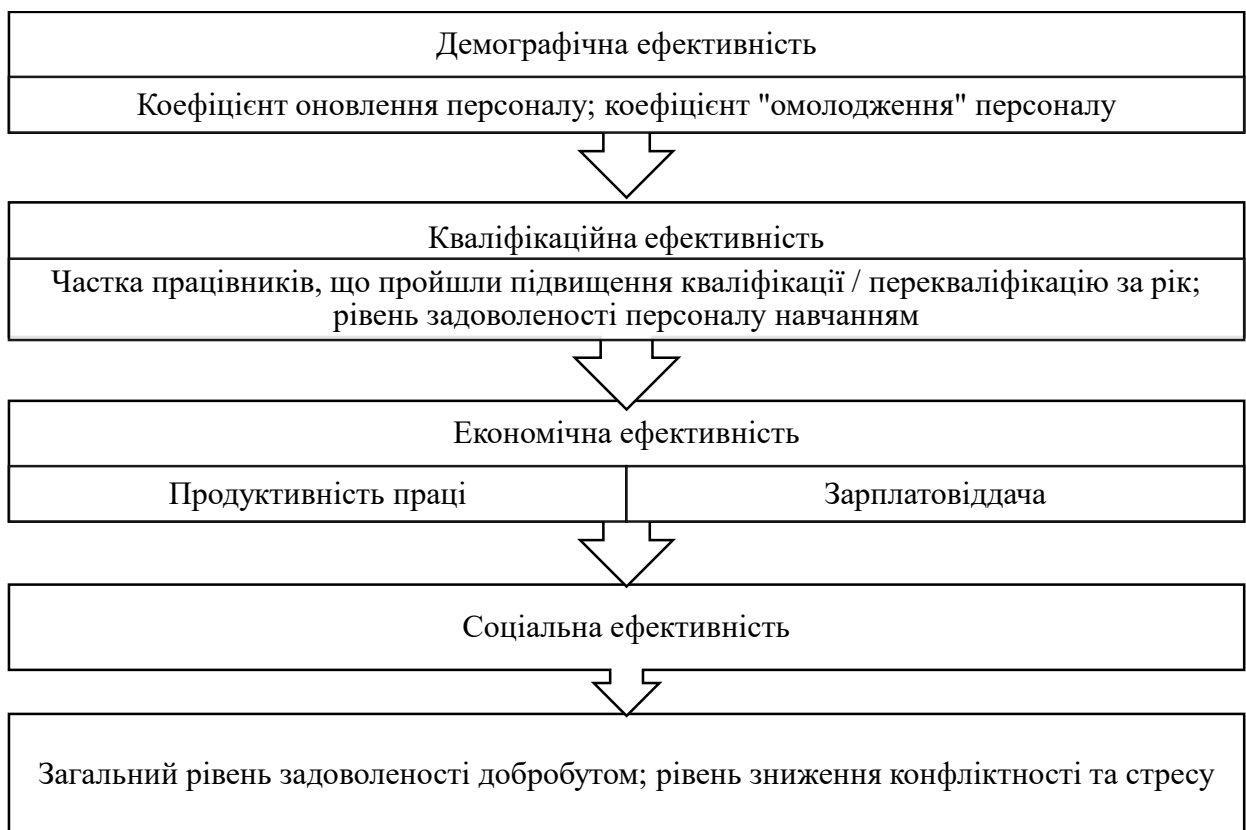 Демографічна ефективність
Коефіцієнт оновлення персоналу; коефіцієнт "омолодження" персоналу
Кваліфікаційна ефективність
Частка працівників, що пройшли підвищення кваліфікації / перекваліфікацію за рік;
рівень задоволеності персоналу навчанням
Економічна ефективність
Продуктивність праці
Зарплатовіддача
Соціальна ефективність
Загальний рівень задоволеності добробутом; рівень зниження конфліктності та стресу